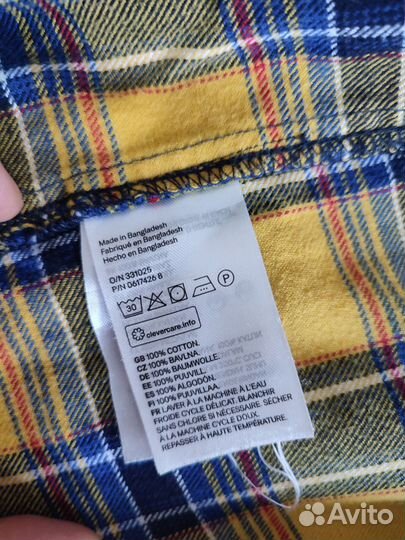 Made in Bangladesh
Fabriqué en Bangladesh
Hecho en Bangladesh
O/N 331025
P/N 0617426 8
30 P
clevercare.info
GB 100% COTTON.
CZ 100% BAVLNA.
DE 100% BAUMWOLLE.
EE 100% PUUVILL.
ES 100% ALGODÓN.
FI 100% PUUVILLAA.
FR LAVER À LA MACHINE À L'EAU
FROIDE CYCLE DÉLICAT. BLANCHIR
SANS CHLORE SI NÉCESSAIRE. SÉCHER
À LA MACHINE CYCLE DOUX.
REPASSER À HAUTE TEMPÉRATURE.
Avito